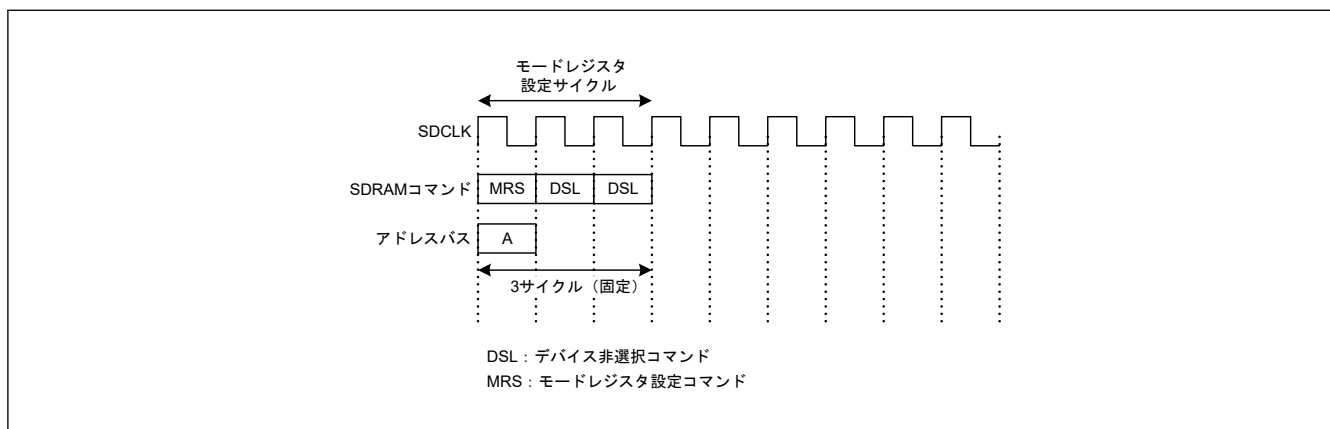 モードレジスタ
設定サイクル
SDCLK
SDRAMコマンド MRS DSL DSL
アドレスバス A
3サイクル（固定）
DSL：デバイス非選択コマンド
MRS：モードレジスタ設定コマンド